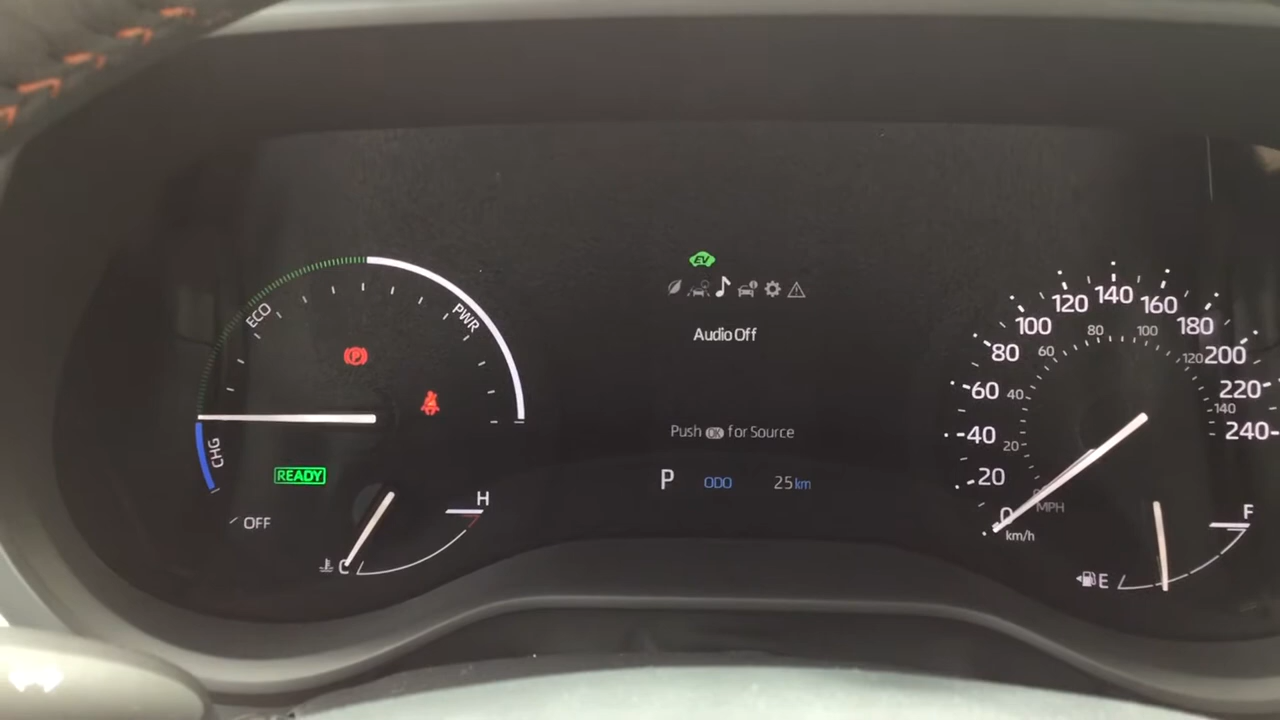 ECO
PWR
CHG
READY
OFF
H
C
EV
Audio Off
Push OK for Source
P ODO 25 km
0
20
40
60
80
100
120
140
160
180
200
220
240
20
40
60
80
100
120
140
MPH
km/h
F
E